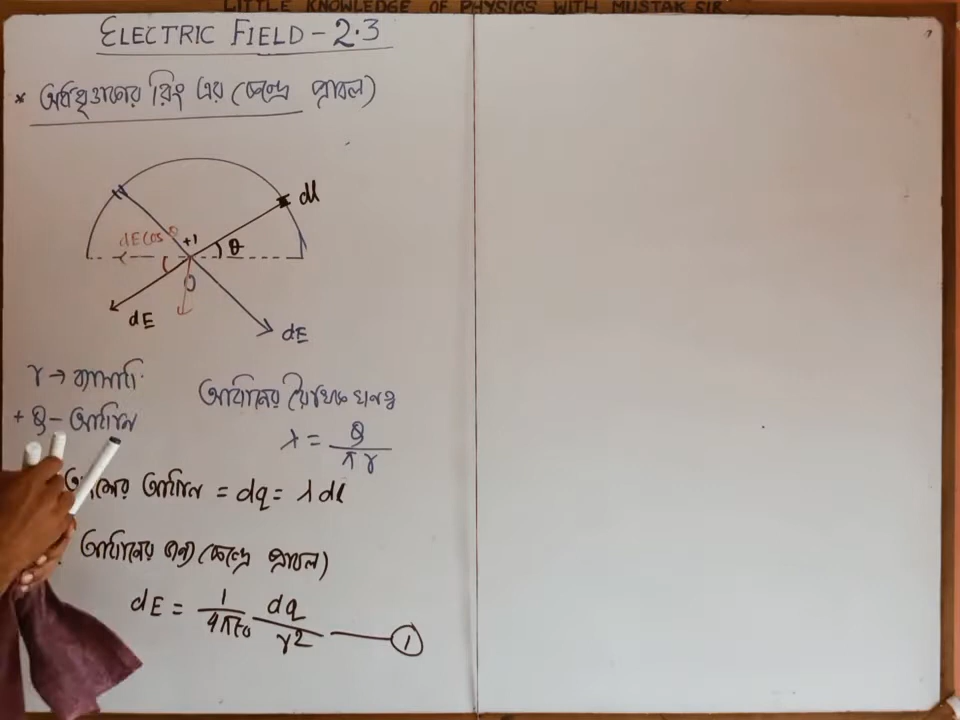 LITTLE KNOWLEDGE OF PHYSICS WITH MUSTAK SIR
ELECTRIC FIELD - 2.3
* অর্ধবৃত্তাকার রিং এর কেন্দ্রে প্রাবল্য
dl
dE cos θ
+1
θ
O
dE
dE
r → ব্যাসার্ধ
+ Q - আধান
আধানের রৈখিক ঘনত্ব
λ = Q / πr
আধান = dq = λ dl
আধানের জন্য কেন্দ্রে প্রাবল্য
dE = 1/4πε₀ dq/r² — ①